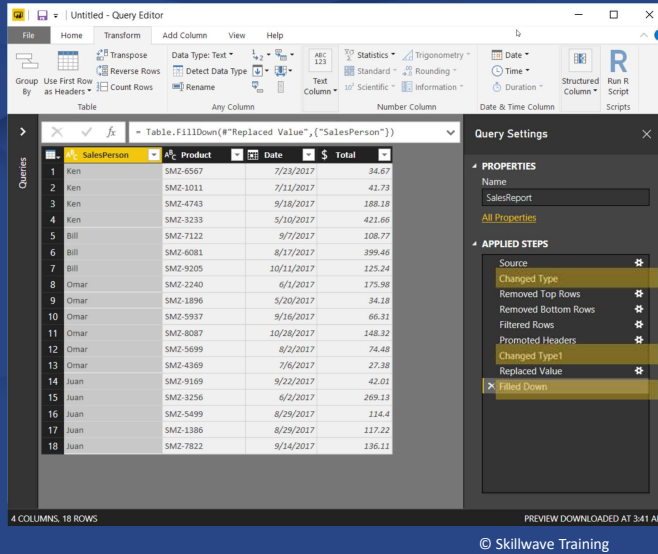 Untitled - Query Editor
File Home Transform Add Column View Help
Group By
Use First Row as Headers
Transpose
Reverse Rows
Count Rows
Table
Data Type: Text
Detect Data Type
Rename
1 2
Any Column
ABC 123
Text Column
Statistics
Standard
10² Scientific
Trigonometry
Rounding
Information
Number Column
Date
Time
Duration
Date & Time Column
Structured Column
R
Run R Script
Scripts
Queries
fx = Table.FillDown(#"Replaced Value",{"SalesPerson"})
ABC SalesPerson ABC Product Date $ Total
1 Ken SMZ-6567 7/23/2017 34.67
2 Ken SMZ-1011 7/11/2017 41.73
3 Ken SMZ-4743 9/18/2017 188.18
4 Ken SMZ-3233 5/10/2017 421.66
5 Bill SMZ-7122 9/7/2017 108.77
6 Bill SMZ-6081 8/17/2017 399.46
7 Bill SMZ-9205 10/11/2017 125.24
8 Omar SMZ-2240 6/1/2017 175.98
9 Omar SMZ-1896 5/20/2017 34.18
10 Omar SMZ-5937 9/16/2017 66.31
11 Omar SMZ-8087 10/28/2017 148.32
12 Omar SMZ-5699 8/2/2017 74.48
13 Omar SMZ-4369 7/6/2017 27.38
14 Juan SMZ-9169 9/22/2017 42.01
15 Juan SMZ-3256 6/2/2017 269.13
16 Juan SMZ-5499 8/29/2017 114.4
17 Juan SMZ-1386 8/29/2017 117.22
18 Juan SMZ-7822 9/14/2017 136.11
Query Settings
PROPERTIES
Name
SalesReport
All Properties
APPLIED STEPS
Source
Changed Type
Removed Top Rows
Removed Bottom Rows
Filtered Rows
Promoted Headers
Changed Type1
Replaced Value
Filled Down
4 COLUMNS, 18 ROWS
PREVIEW DOWNLOADED AT 3:41 A
© Skillwave Training